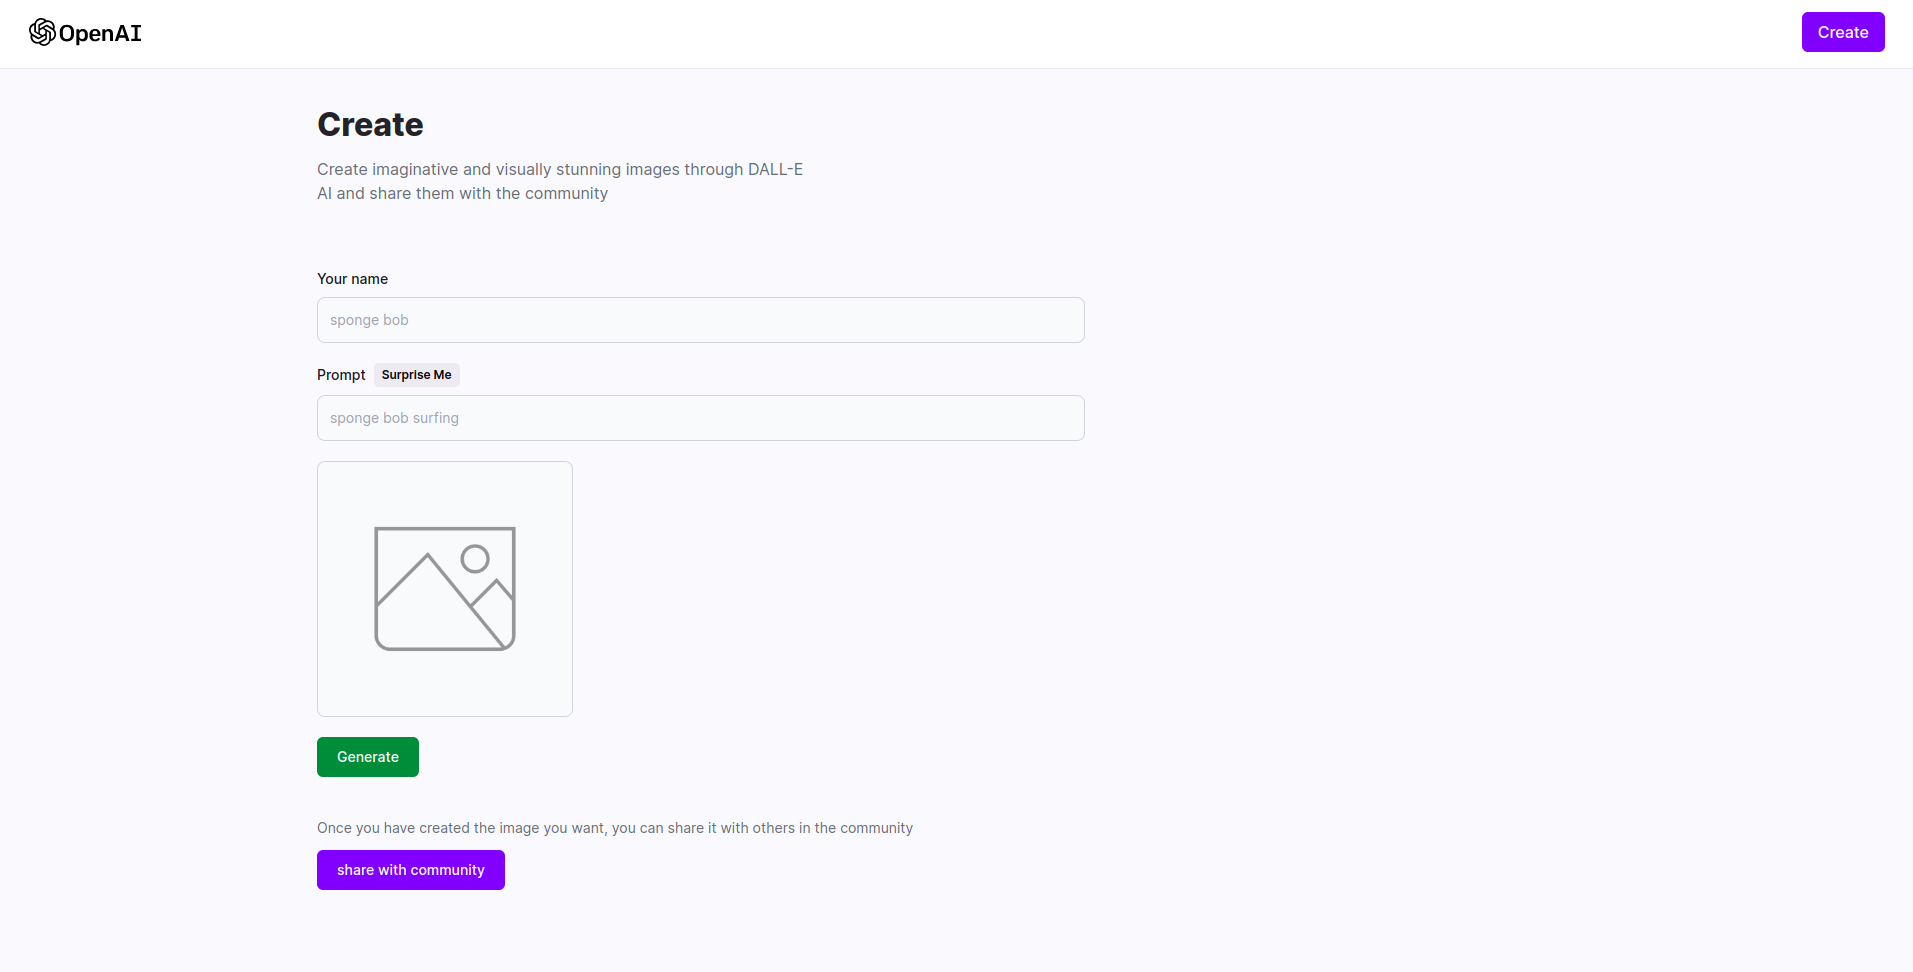 OpenAI
Create
Create
Create imaginative and visually stunning images through DALL-E
AI and share them with the community
Your name
sponge bob
Prompt Surprise Me
sponge bob surfing
Generate
Once you have created the image you want, you can share it with others in the community
share with community